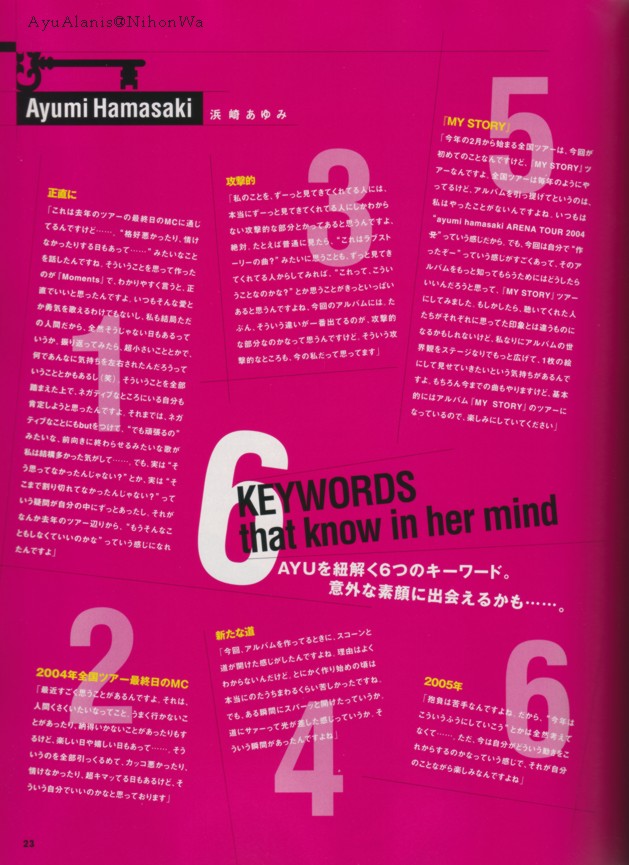 AyuAlanis@NihonWa
Ayumi Hamasaki
浜崎あゆみ
正直に
「これは去年のツアーの最終日のMCに通じ
てるんですけど……、“格好悪かったり、情け
なかったりする日もあって……”みたいなこと
を話したんですね。そういうことを思って作った
のが「Moments」で、わかりやすく言うと、正
直でいいと思ったんですよ。いつもそんな愛と
か勇気を歌えるわけでもないし、私も結局ただ
の人間だから、全然そうじゃない日もあるって
いうか。振り返ってみたら、超小さいこととかで、
何であんなに気持ちを左右されたんだろうって
いうことかもあるし（笑）。そういうことを全部
踏まえた上で、ネガティブなところにいる自分も
肯定しようと思ったんですよ。それまでは、ネガ
ティブなことにもbutをつけて、“でも頑張るの”
みたいな、前向きに終わらせるみたいな歌が
私は結構多かった気がして……。でも、実は“そ
う思ってなかったんじゃない？”とか、実は“そ
こまで割り切れてなかったんじゃない？”って
いう疑問が自分の中にずっとあったし、それが
なんか去年のツアー辺りから、“もうそんなこ
ともしなくていいのかな”っていう感じになれ
たんですよ」
1
2
2004年全国ツアー最終日のMC
「最近すごく思うことがあるんですよ。それは、
人間くさくいたいなってこと。うまく行かないこ
とがあったり、納得いかないことがあったりもす
るけど、楽しい日や嬉しい日もあって……、そう
いうのを全部引っくるめて、カッコ悪かったり、
情けなかったり、超キマッてる日もあるけど、そ
ういう自分でいいのかなと思っております」
3
攻撃的
「私のことを、ずーっと見てきてくれてる人には、
本当にずーっと見てきてくれてる人にしかわから
ない攻撃的な部分とかってあると思うんですよ。
絶対。たとえば普通に見たら、“これはラブスト
ーリーの曲？”みたいに思うことも、ずっと見てき
てくれてる人からしてみれば、“これって、こうい
うことなのかな？”とか思うことがきっといっぱい
あると思うんですよね。今回のアルバムには、た
ぶん、そういう違いが一番出てるのが、攻撃的
な部分なのかなって思うんですけど、そういう攻
撃的なところも、今の私だって思ってます」
6
KEYWORDS
that know in her mind
AYUを紐解く6つのキーワード。
意外な素顔に出会えるかも……。
新たな道
「今回、アルバムを作ってるときに、スコーンと
道が開けた感じがしたんですよね。理由はよく
わからないんだけど、とにかく作り始めの頃は
本当にのたうちまわるくらい苦しかったですね。
でも、ある瞬間にスパーッと開けたっていうか、
道にサァーって光が差した感じっていうか、そ
ういう瞬間があったんですよね」
4
5
『MY STORY』
「今年の2月から始まる全国ツアーは、今回が
初めてのことなんですけど、『MY STORY』ツ
アーなんですよ。全国ツアーは毎年のようにや
ってるけど、アルバムを引っ提げてというのは、
私はやったことがないんですよね。いつもは
“ayumi hamasaki ARENA TOUR 2004
A”っていう感じだから。でも、今回は自分で“作
ったぞー”っていう感じがすごくあって、そのア
ルバムをもっと知ってもらうためにはどうしたら
いいんだろうと思って、『MY STORY』ツアー
にしてみました。もしかしたら、聴いてくれた人
たちがそれぞれに思ってた印象とは違うものに
なるかもしれないけど、私なりにアルバムの世
界観をステージなりでもっと広げて、1枚の絵
にして見せていきたいという気持ちがあるんで
すよ。もちろん今までの曲もやりますけど、基本
的にはアルバム『MY STORY』のツアーに
なっているので、楽しみにしていてください」
6
2005年
「抱負は苦手なんですよね。だから、“今年は
こういうふうにしていこう”とかは全然考えて
なくて……。ただ、今は自分がどういう動きをこ
れからするのかなっていう感じで、それが自分
のことながら楽しみなんですよね」
23